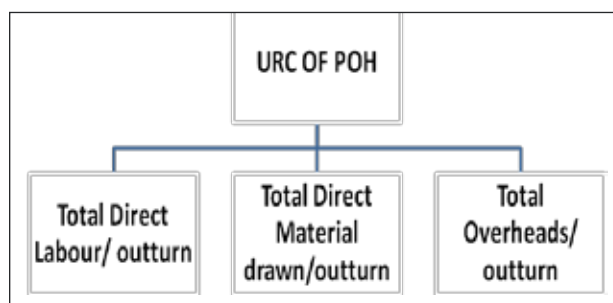 URC OF POH
Total Direct
Labour/ outturn
Total Direct
Material
drawn/outturn
Total
Overheads/
outturn